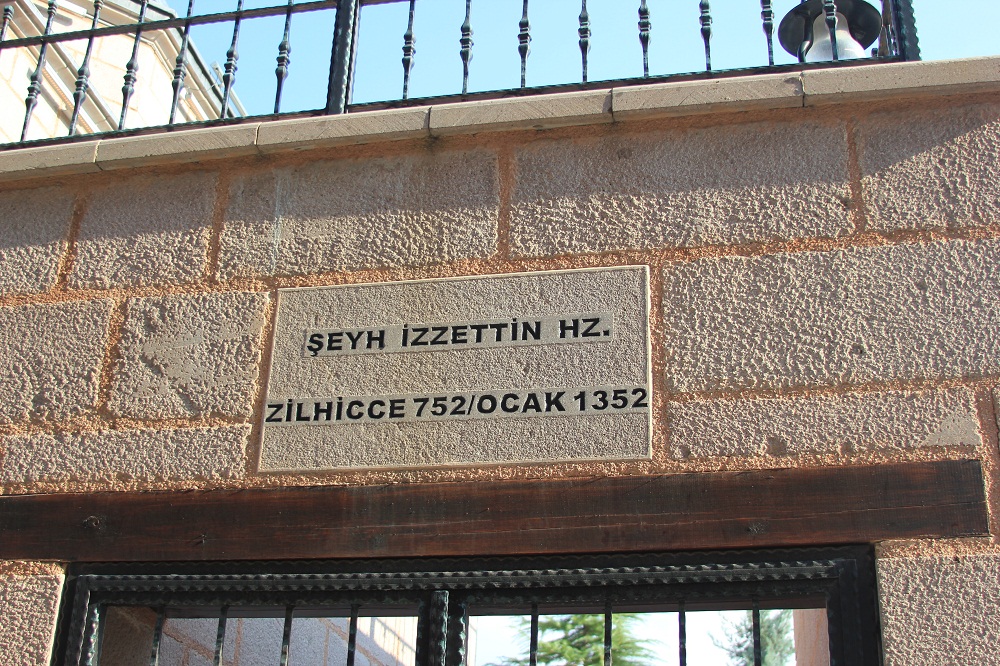 ŞEYH İZZETTİN HZ.
ZİLHİCCE 752/OCAK 1352